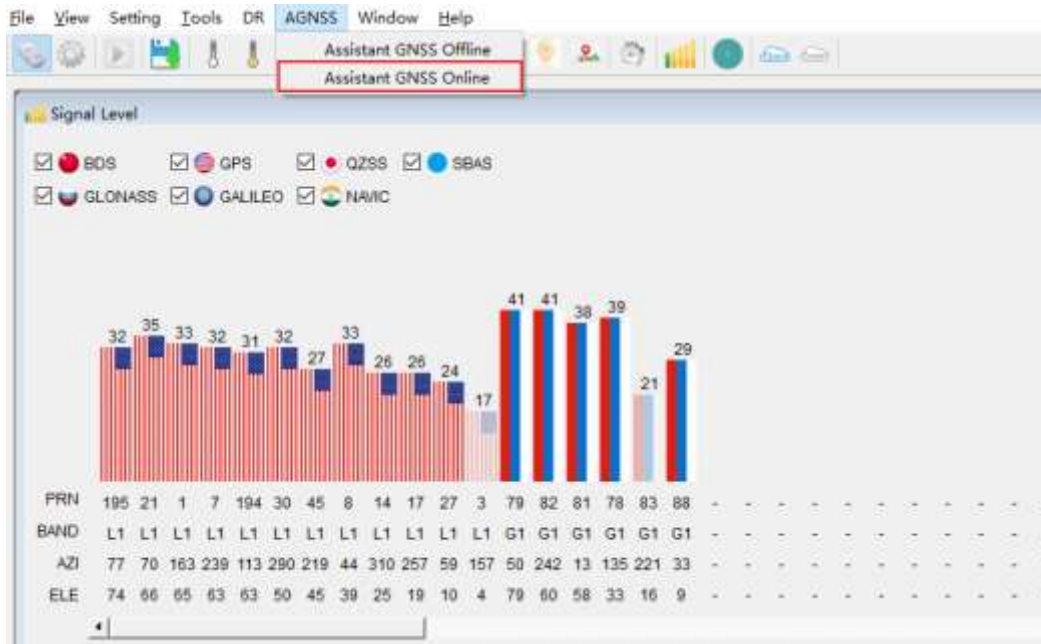 File View Setting Tools DR AGNSS Window Help
Assistant GNSS Offline
Assistant GNSS Online
Signal Level
BDS GPS QZSS SBAS
GLONASS GALILEO NAVIC
32 35 33 32 31 32 27 33 26 26 24 17 41 41 38 39 21 29
PRN 195 21 1 7 194 30 45 8 14 17 27 3 79 82 81 78 83 88 - - - - - - - - - -
BAND L1 L1 L1 L1 L1 L1 L1 L1 L1 L1 L1 L1 G1 G1 G1 G1 G1 G1 - - - - - - - - - -
AZI 77 70 163 239 113 290 219 44 310 257 59 157 50 242 13 135 221 33 - - - - - - - - - -
ELE 74 66 65 63 63 50 45 39 25 19 10 4 79 60 58 33 16 9 - - - - - - - - - -